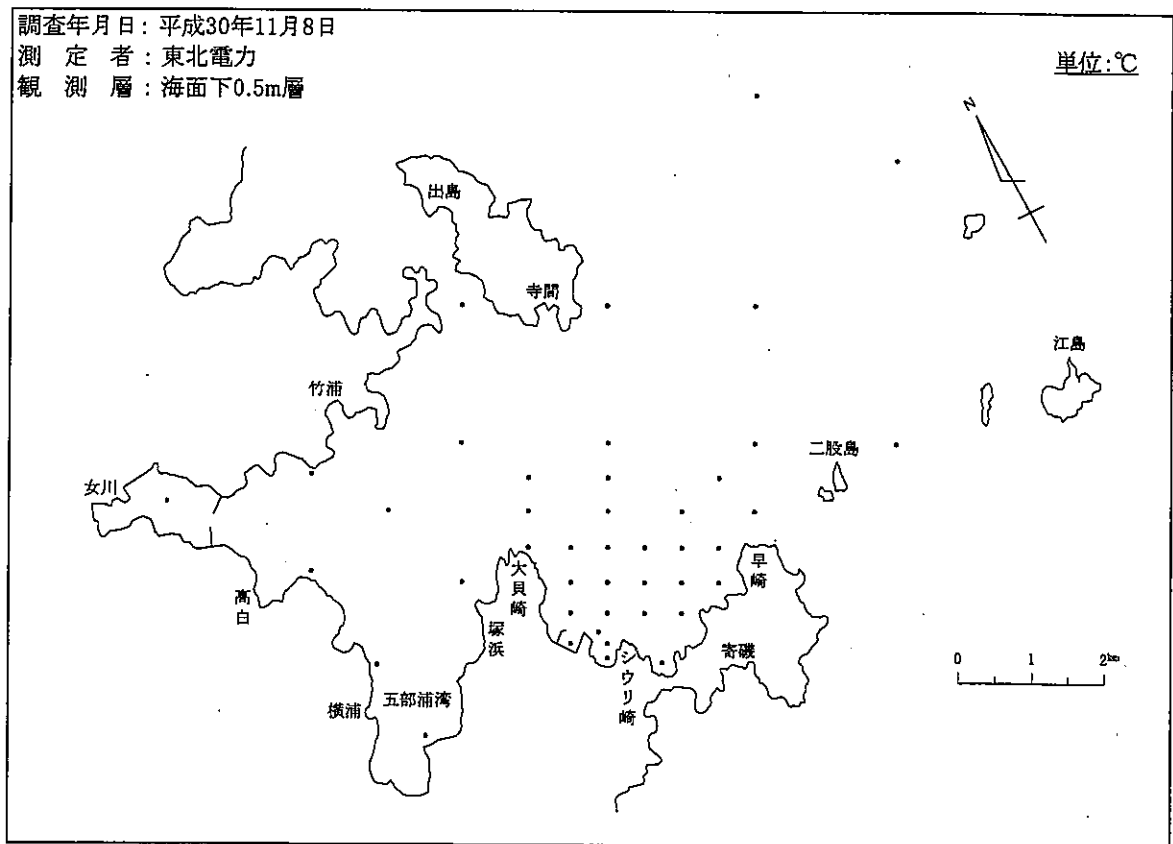 調査年月日：平成30年11月8日
測　定　者：東北電力
観　測　層：海面下0.5m層
単位：℃
N
出島
寺間
江島
竹浦
二股島
女川
大貝崎
早崎
高白
塚浜
シウリ崎
寄磯
五部浦湾
横浦
0 1 2km